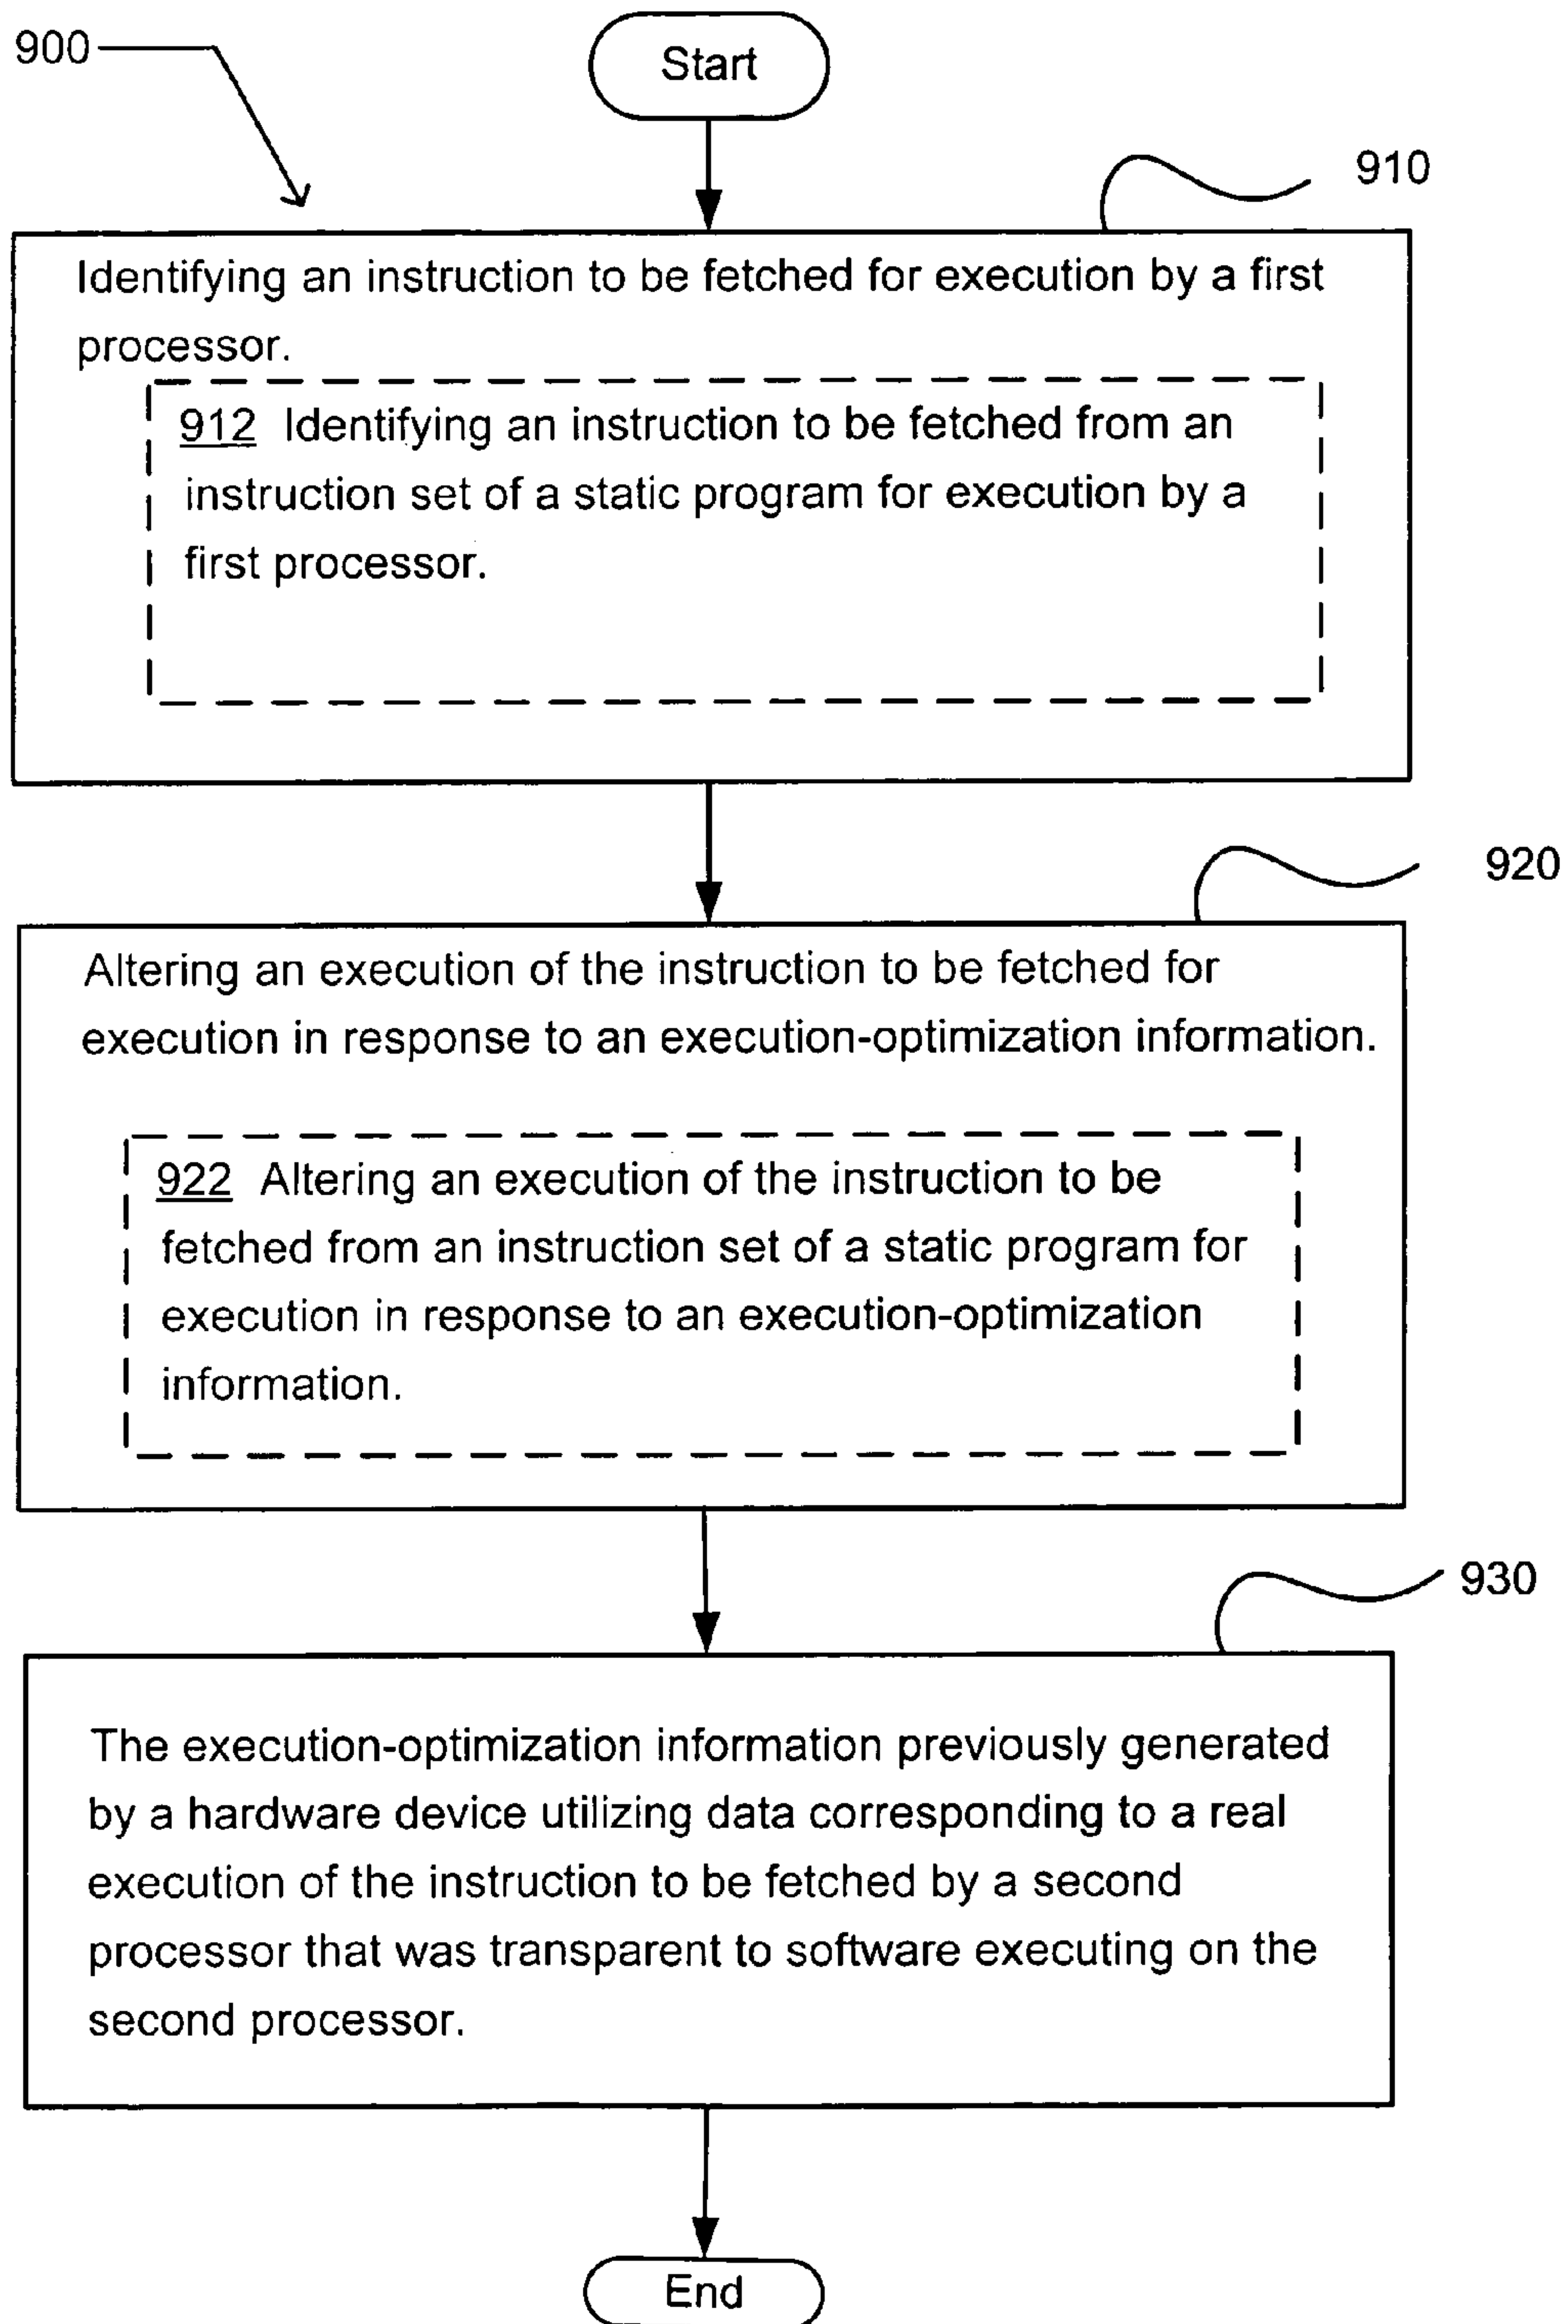 900
Start
910
Identifying an instruction to be fetched for execution by a first
processor.
912 Identifying an instruction to be fetched from an
instruction set of a static program for execution by a
first processor.
920
Altering an execution of the instruction to be fetched for
execution in response to an execution-optimization information.
922 Altering an execution of the instruction to be
fetched from an instruction set of a static program for
execution in response to an execution-optimization
information.
930
The execution-optimization information previously generated
by a hardware device utilizing data corresponding to a real
execution of the instruction to be fetched by a second
processor that was transparent to software executing on the
second processor.
End